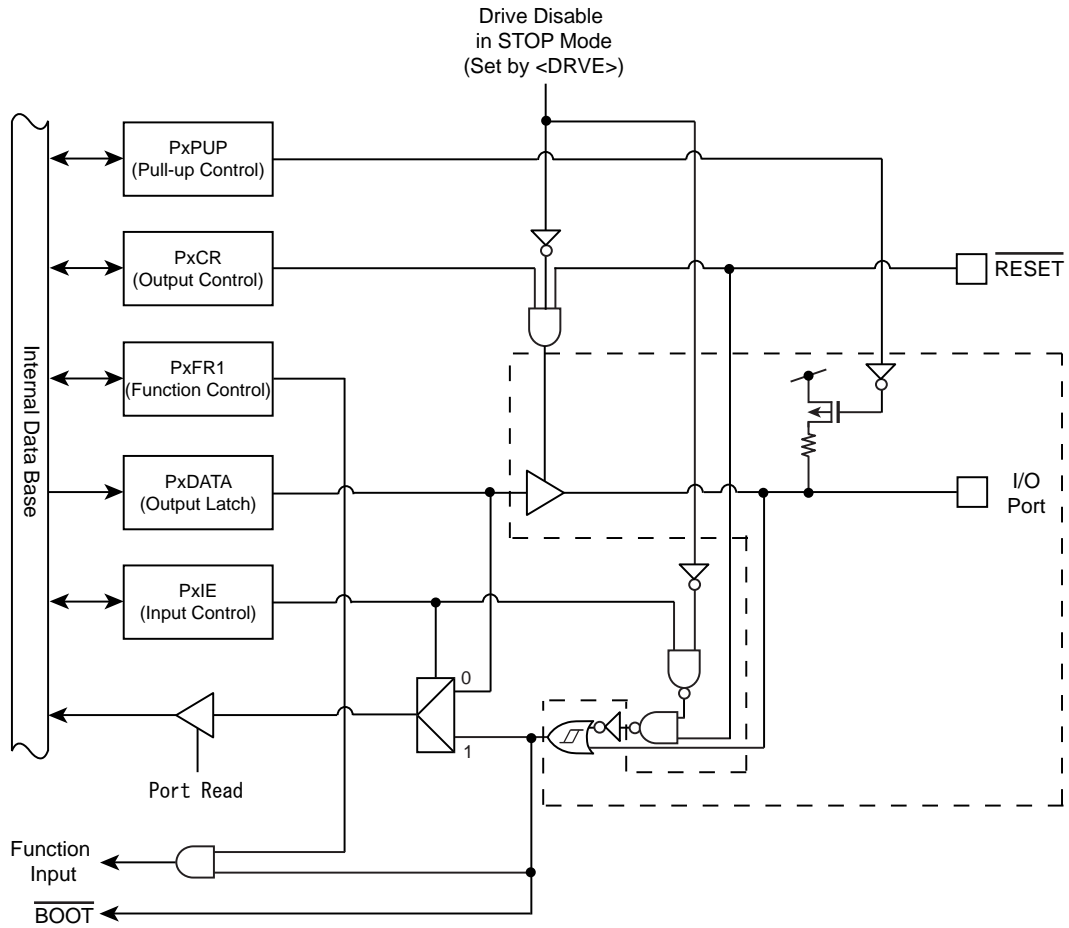 Drive Disable
in STOP Mode
(Set by <DRVE>)
PxPUP
(Pull-up Control)
PxCR
(Output Control)
RESET
PxFR1
(Function Control)
Internal Data Base
PxDATA
(Output Latch)
I/O
Port
PxIE
(Input Control)
0
1
Port Read
Function
Input
BOOT